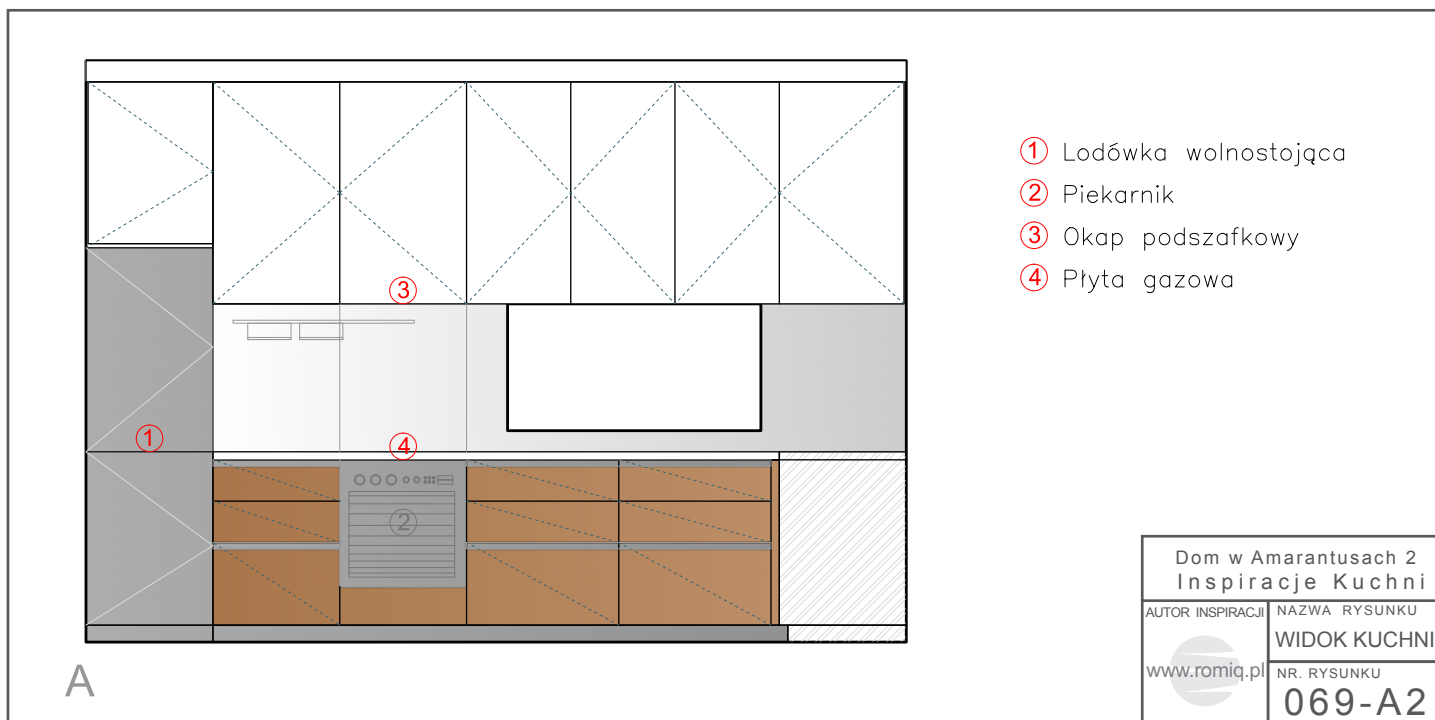 1 Lodówka wolnostojąca
2 Piekarnik
3 Okap podszafkowy
4 Płyta gazowa
3
1
4
2
A
Dom w Amarantusach 2
Inspiracje Kuchni
AUTOR INSPIRACJI
www.romiq.pl
NAZWA RYSUNKU
WIDOK KUCHNI
NR. RYSUNKU
069-A2